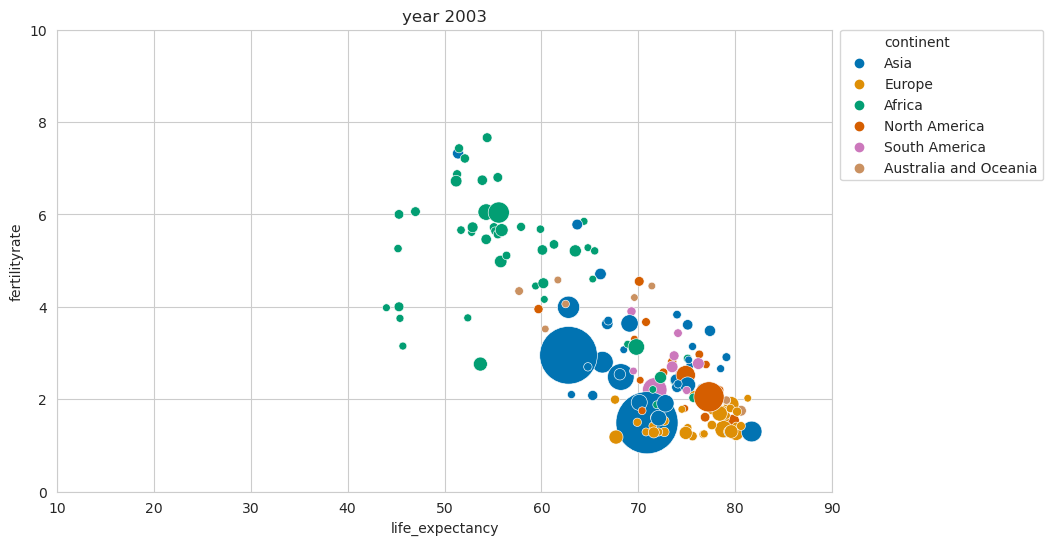 year 2003
10
8
6
4
2
0
fertilityrate
10
20
30
40
50
60
70
80
90
life_expectancy
continent
Asia
Europe
Africa
North America
South America
Australia and Oceania